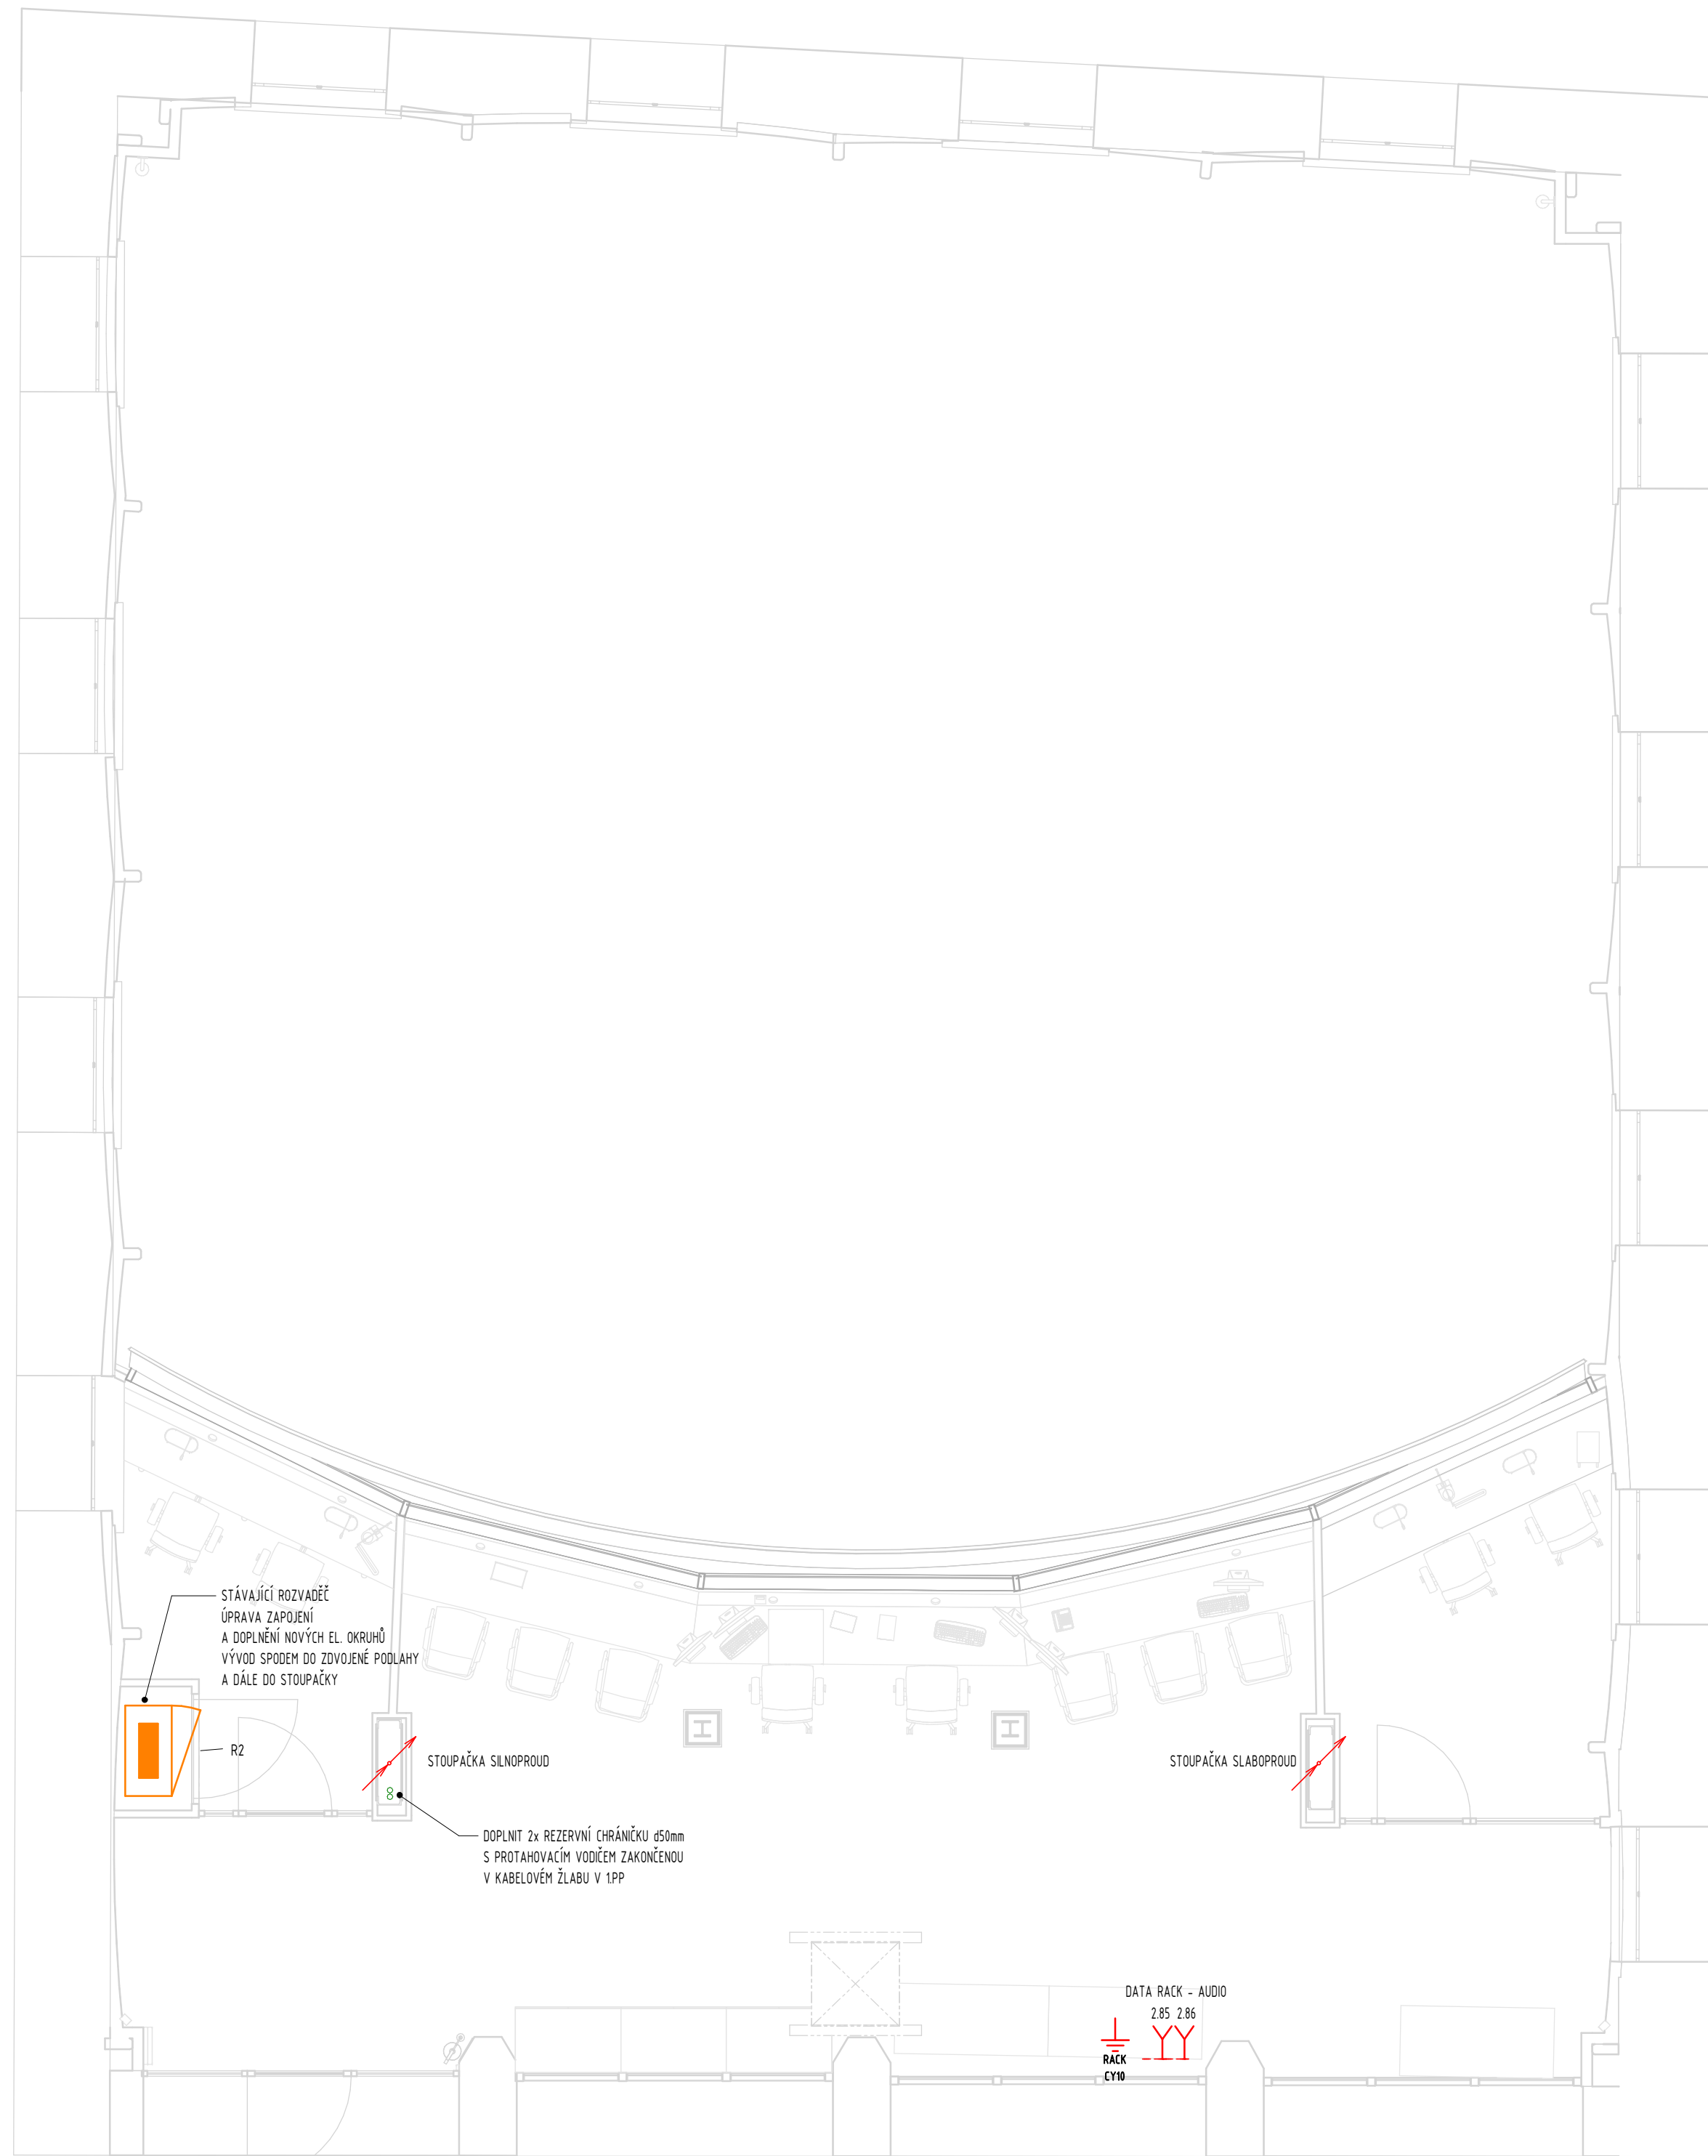 STÁVAJÍCÍ ROZVADĚČ
ÚPRAVA ZAPOJENÍ
A DOPLNĚNÍ NOVÝCH EL. OKRUHŮ
VÝVOD SPODEM DO ZDVOJENÉ PODLAHY
A DÁLE DO STOUPAČKY
R2
STOUPAČKA SILNOPROUD
STOUPAČKA SLABOPROUD
DOPLNIT 2x REZERVNÍ CHRÁNIČKU d50mm
S PROTAHOVACÍM VODIČEM ZAKONČENOU
V KABELOVÉM ŽLABU V 1.PP
DATA RACK - AUDIO
2.85 2.86
RACK
CY10